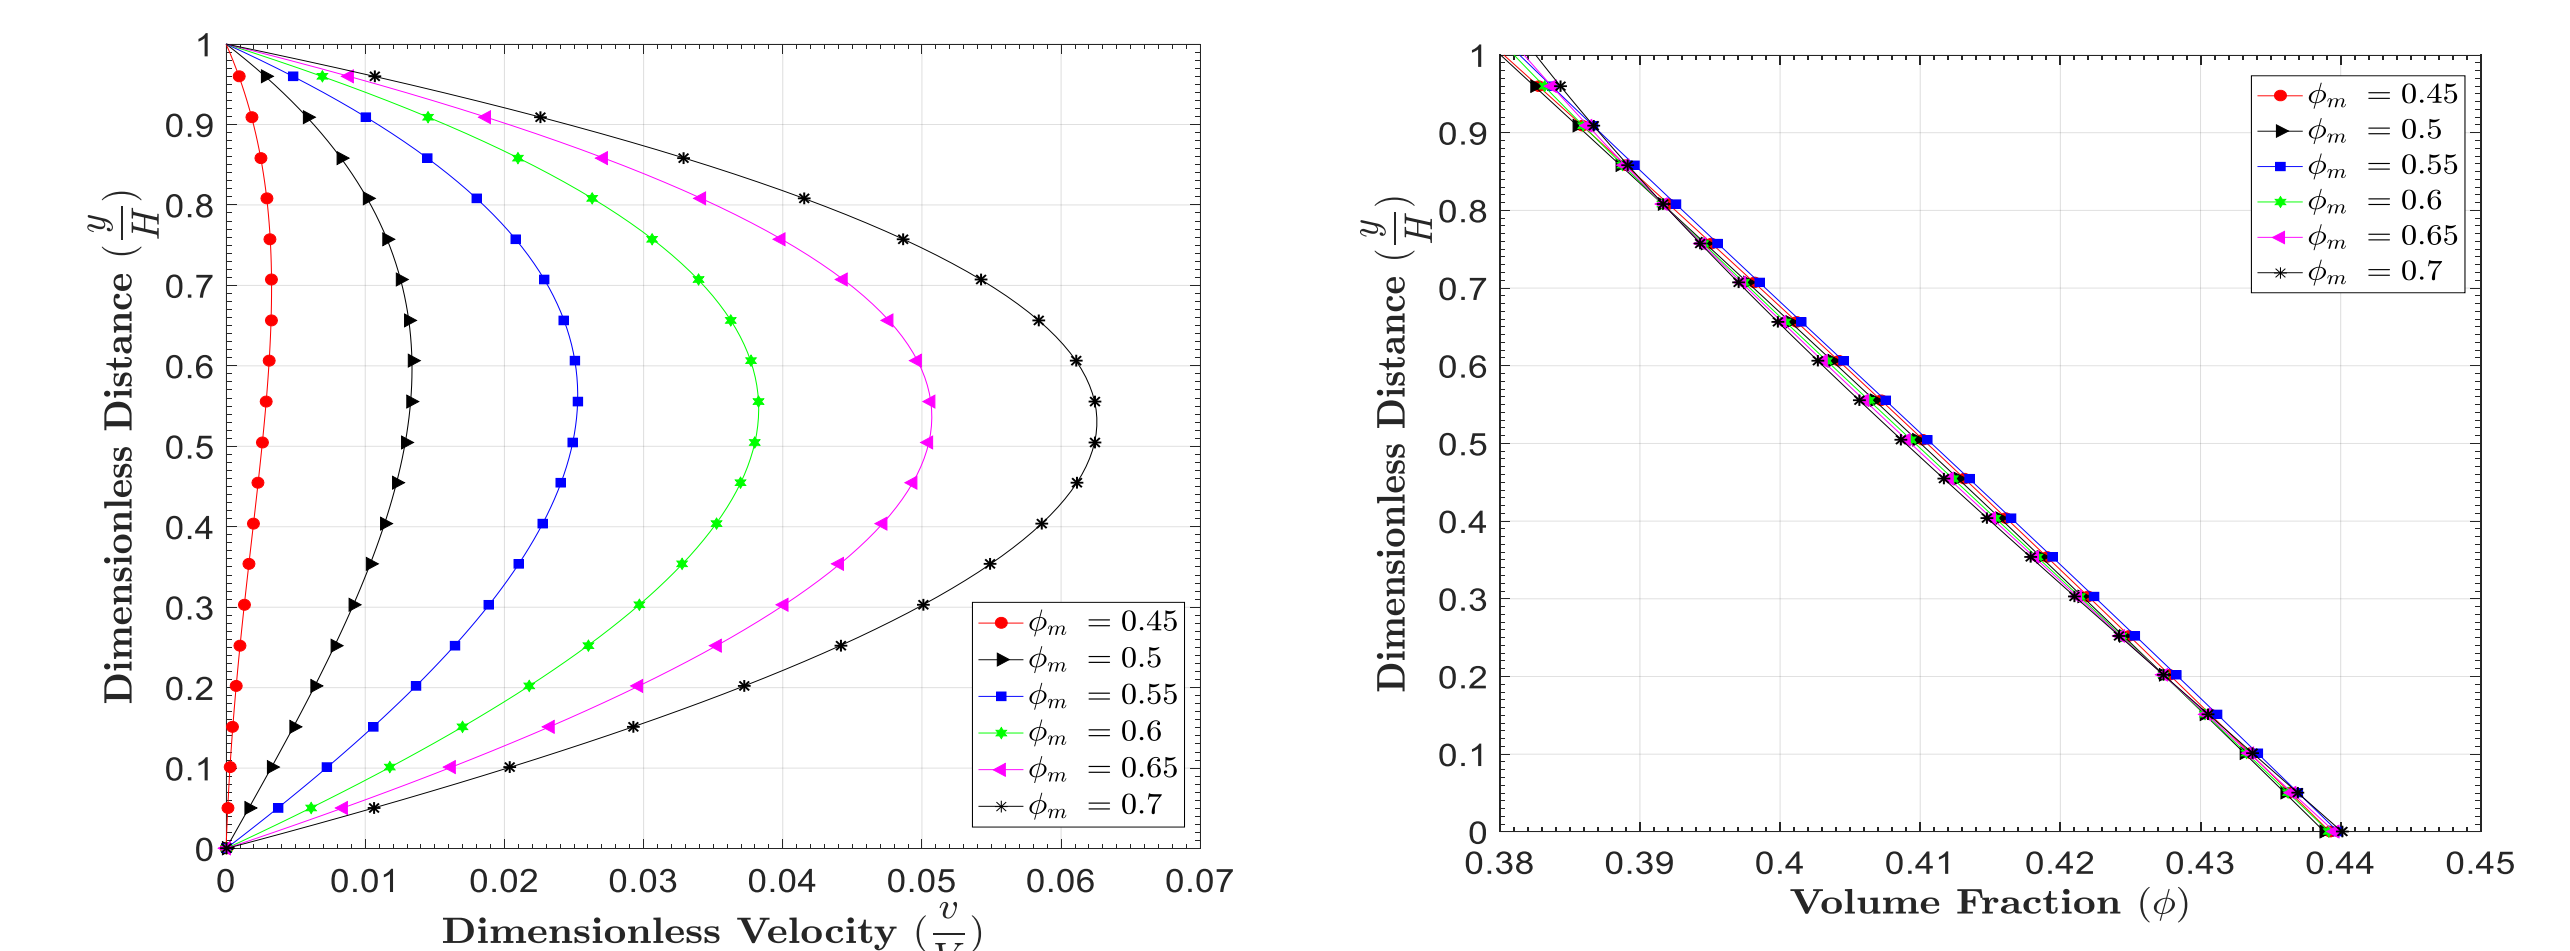 1
0.9
0.8
0.7
0.6
0.5
0.4
0.3
0.2
0.1
0
Dimensionless Distance (y/H)
ϕm = 0.45
ϕm = 0.5
ϕm = 0.55
ϕm = 0.6
ϕm = 0.65
ϕm = 0.7
0 0.01 0.02 0.03 0.04 0.05 0.06 0.07
Dimensionless Velocity (v/V)
1
0.9
0.8
0.7
0.6
0.5
0.4
0.3
0.2
0.1
0
Dimensionless Distance (y/H)
ϕm = 0.45
ϕm = 0.5
ϕm = 0.55
ϕm = 0.6
ϕm = 0.65
ϕm = 0.7
0.38 0.39 0.4 0.41 0.42 0.43 0.44 0.45
Volume Fraction (ϕ)